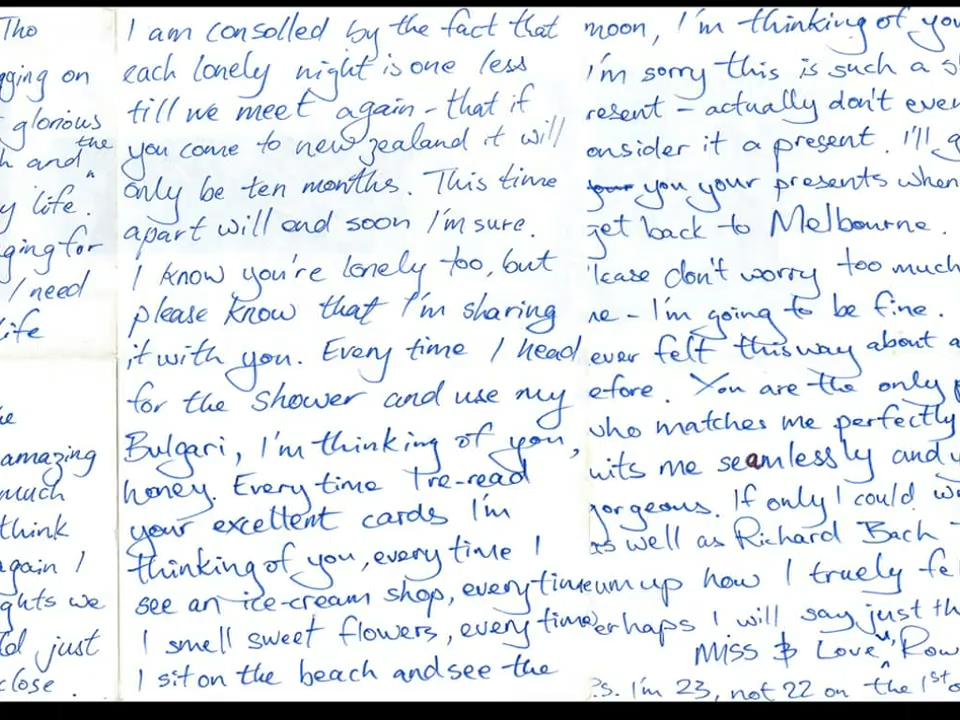 Tho
gging on
glorious
the
h and ^
y life.
ging for
I need
life
he
amazing
much
think
again I
ghts we
ld just
close.
I am consolled by the fact that
each lonely night is one less
till we meet again - that if
you come to new zealand it will
only be ten months. This time
apart will end soon I'm sure.
I know you're lonely too, but
please know that I'm sharing
it with you. Every time I head
for the shower and use my
Bulgari, I'm thinking of you,
honey. Every time I re-read
your excellent cards I'm
thinking of you, every time I
see an ice-cream shop, every time
I smell sweet flowers, every time
I sit on the beach and see the
moon, I'm thinking of you
I'm sorry this is such a s
resent - actually don't even
onsider it a present. I'll g
you your presents when
get back to Melbourne.
lease don't worry too much
me - I'm going to be fine.
ever felt this way about a
efore. You are the only p
who matches me perfectly
uits me seamlessly and
gorgeous. If only I could w
as well as Richard Bach
um up how I truely fe
erhaps I will say just th
Miss & Love ^u, Row
P.S. I'm 23, not 22 on the 1st o